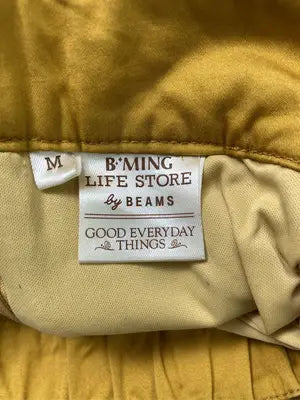 M
B·*MING
LIFE STORE
by BEAMS
GOOD EVERYDAY
THINGS